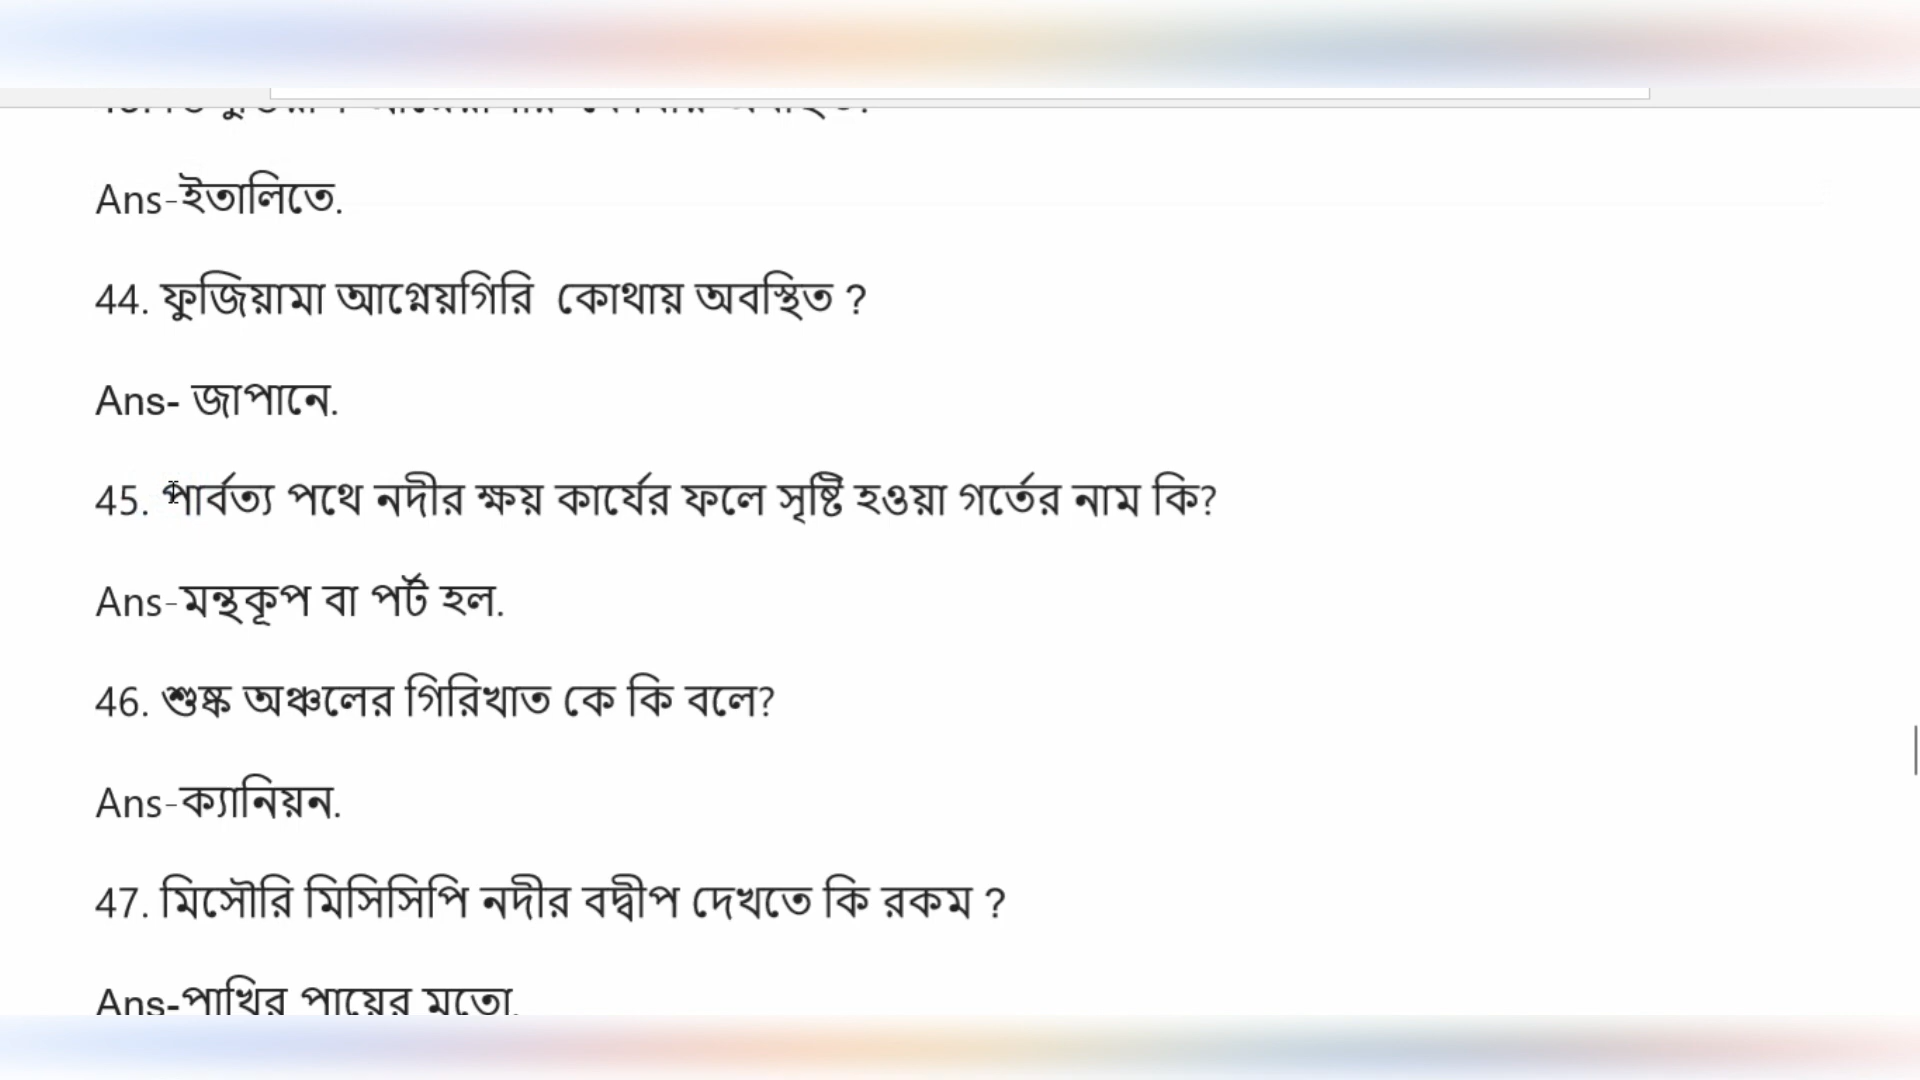 Ans-ইতালিতে.
44. ফুজিয়ামা আগ্নেয়গিরি কোথায় অবস্থিত ?
Ans- জাপানে.
45. পার্বত্য পথে নদীর ক্ষয় কার্যের ফলে সৃষ্টি হওয়া গর্তের নাম কি?
Ans-মন্থকূপ বা পর্ট হল.
46. শুষ্ক অঞ্চলের গিরিখাত কে কি বলে?
Ans-ক্যানিয়ন.
47. মিসৌরি মিসিসিপি নদীর বদ্বীপ দেখতে কি রকম ?
Ans-পাখির পায়ের মতো.